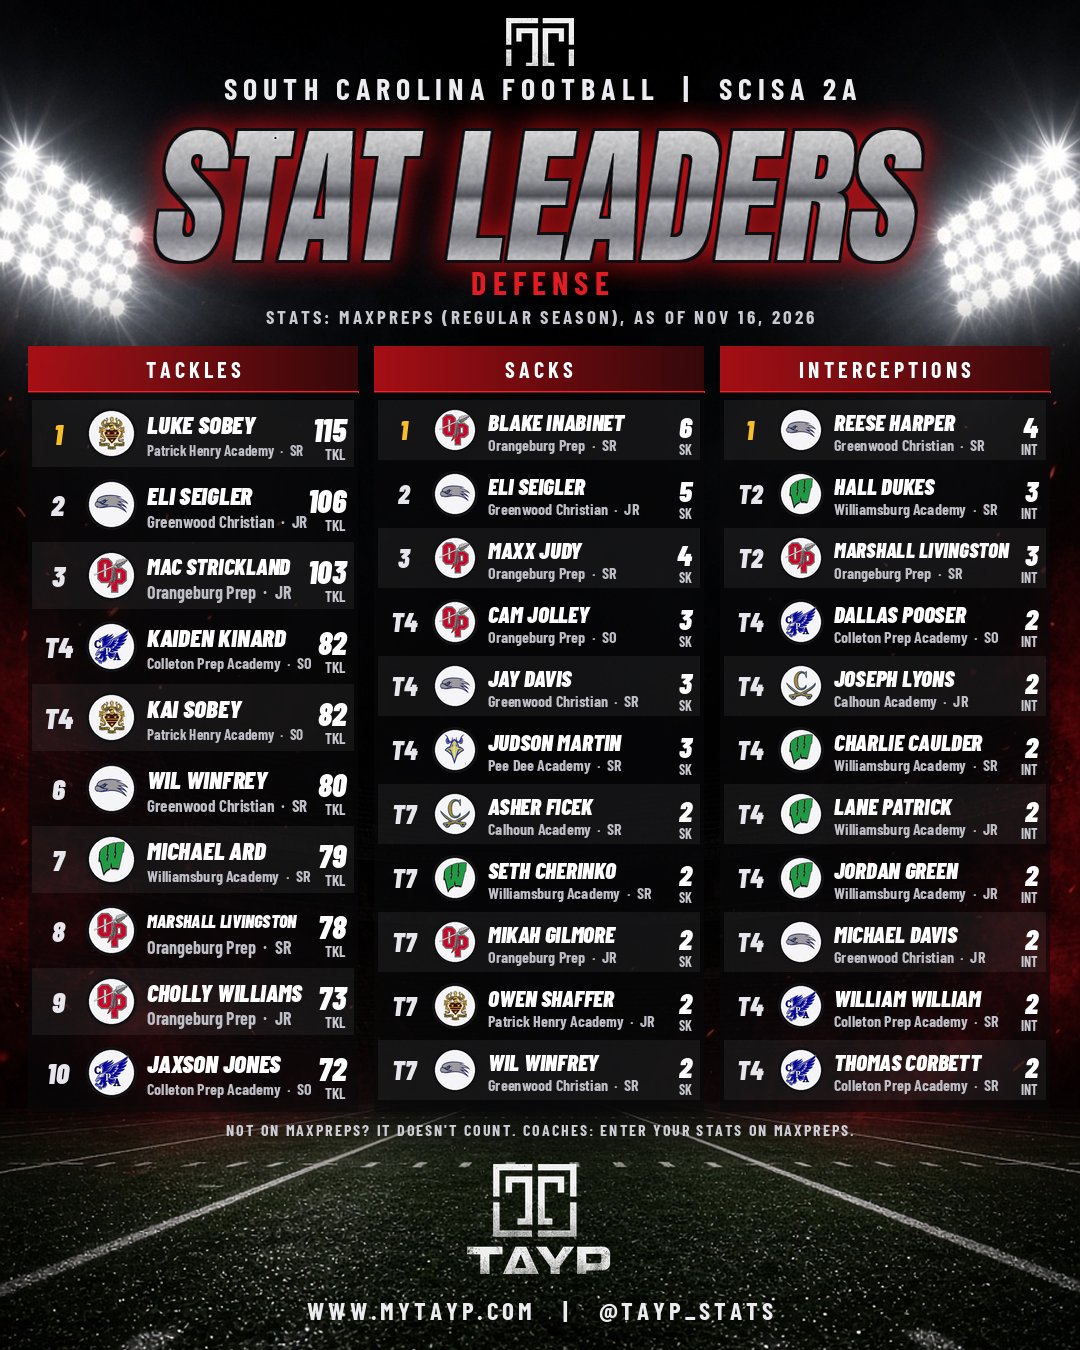 SOUTH CAROLINA FOOTBALL | SCISA 2A
STAT LEADERS
DEFENSE
STATS: MAXPREPS (REGULAR SEASON), AS OF NOV 16, 2026
TACKLES
1 LUKE SOBEY 115
Patrick Henry Academy · SR TKL
2 ELI SEIGLER 106
Greenwood Christian · JR TKL
3 MAC STRICKLAND 103
Orangeburg Prep · JR TKL
T4 KAIDEN KINARD 82
Colleton Prep Academy · SO TKL
T4 KAI SOBEY 82
Patrick Henry Academy · SO TKL
6 WIL WINFREY 80
Greenwood Christian · SR TKL
7 MICHAEL ARD 79
Williamsburg Academy · SR TKL
8 MARSHALL LIVINGSTON 78
Orangeburg Prep · SR TKL
9 CHOLLY WILLIAMS 73
Orangeburg Prep · JR TKL
10 JAXSON JONES 72
Colleton Prep Academy · SO TKL
SACKS
1 BLAKE INABINET 6
Orangeburg Prep · SR SK
2 ELI SEIGLER 5
Greenwood Christian · JR SK
3 MAXX JUDY 4
Orangeburg Prep · SR SK
T4 CAM JOLLEY 3
Orangeburg Prep · SO SK
T4 JAY DAVIS 3
Greenwood Christian · SR SK
T4 JUDSON MARTIN 3
Pee Dee Academy · SR SK
T7 ASHER FICEK 2
Calhoun Academy · SR SK
T7 SETH CHERINKO 2
Williamsburg Academy · SR SK
T7 MIKAH GILMORE 2
Orangeburg Prep · JR SK
T7 OWEN SHAFFER 2
Patrick Henry Academy · JR SK
T7 WIL WINFREY 2
Greenwood Christian · SR SK
INTERCEPTIONS
1 REESE HARPER 4
Greenwood Christian · SR INT
T2 HALL DUKES 3
Williamsburg Academy · SR INT
T2 MARSHALL LIVINGSTON 3
Orangeburg Prep · SR INT
T4 DALLAS POOSER 2
Colleton Prep Academy · SO INT
T4 JOSEPH LYONS 2
Calhoun Academy · JR INT
T4 CHARLIE CAULDER 2
Williamsburg Academy · SR INT
T4 LANE PATRICK 2
Williamsburg Academy · JR INT
T4 JORDAN GREEN 2
Williamsburg Academy · JR INT
T4 MICHAEL DAVIS 2
Greenwood Christian · JR INT
T4 WILLIAM WILLIAM 2
Colleton Prep Academy · SR INT
T4 THOMAS CORBETT 2
Colleton Prep Academy · SR INT
NOT ON MAXPREPS? IT DOESN'T COUNT. COACHES: ENTER YOUR STATS ON MAXPREPS.
TAYP
WWW.MYTAYP.COM | @TAYP_STATS